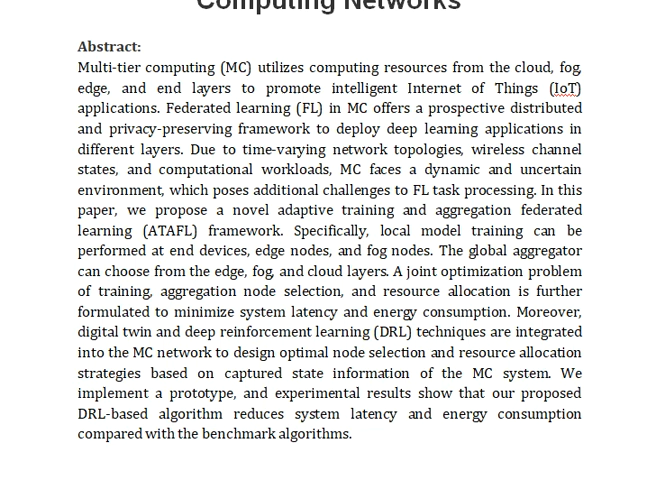 Computing Networks
Abstract:
Multi-tier computing (MC) utilizes computing resources from the cloud, fog,
edge, and end layers to promote intelligent Internet of Things (IoT)
applications. Federated learning (FL) in MC offers a prospective distributed
and privacy-preserving framework to deploy deep learning applications in
different layers. Due to time-varying network topologies, wireless channel
states, and computational workloads, MC faces a dynamic and uncertain
environment, which poses additional challenges to FL task processing. In this
paper, we propose a novel adaptive training and aggregation federated
learning (ATAFL) framework. Specifically, local model training can be
performed at end devices, edge nodes, and fog nodes. The global aggregator
can choose from the edge, fog, and cloud layers. A joint optimization problem
of training, aggregation node selection, and resource allocation is further
formulated to minimize system latency and energy consumption. Moreover,
digital twin and deep reinforcement learning (DRL) techniques are integrated
into the MC network to design optimal node selection and resource allocation
strategies based on captured state information of the MC system. We
implement a prototype, and experimental results show that our proposed
DRL-based algorithm reduces system latency and energy consumption
compared with the benchmark algorithms.